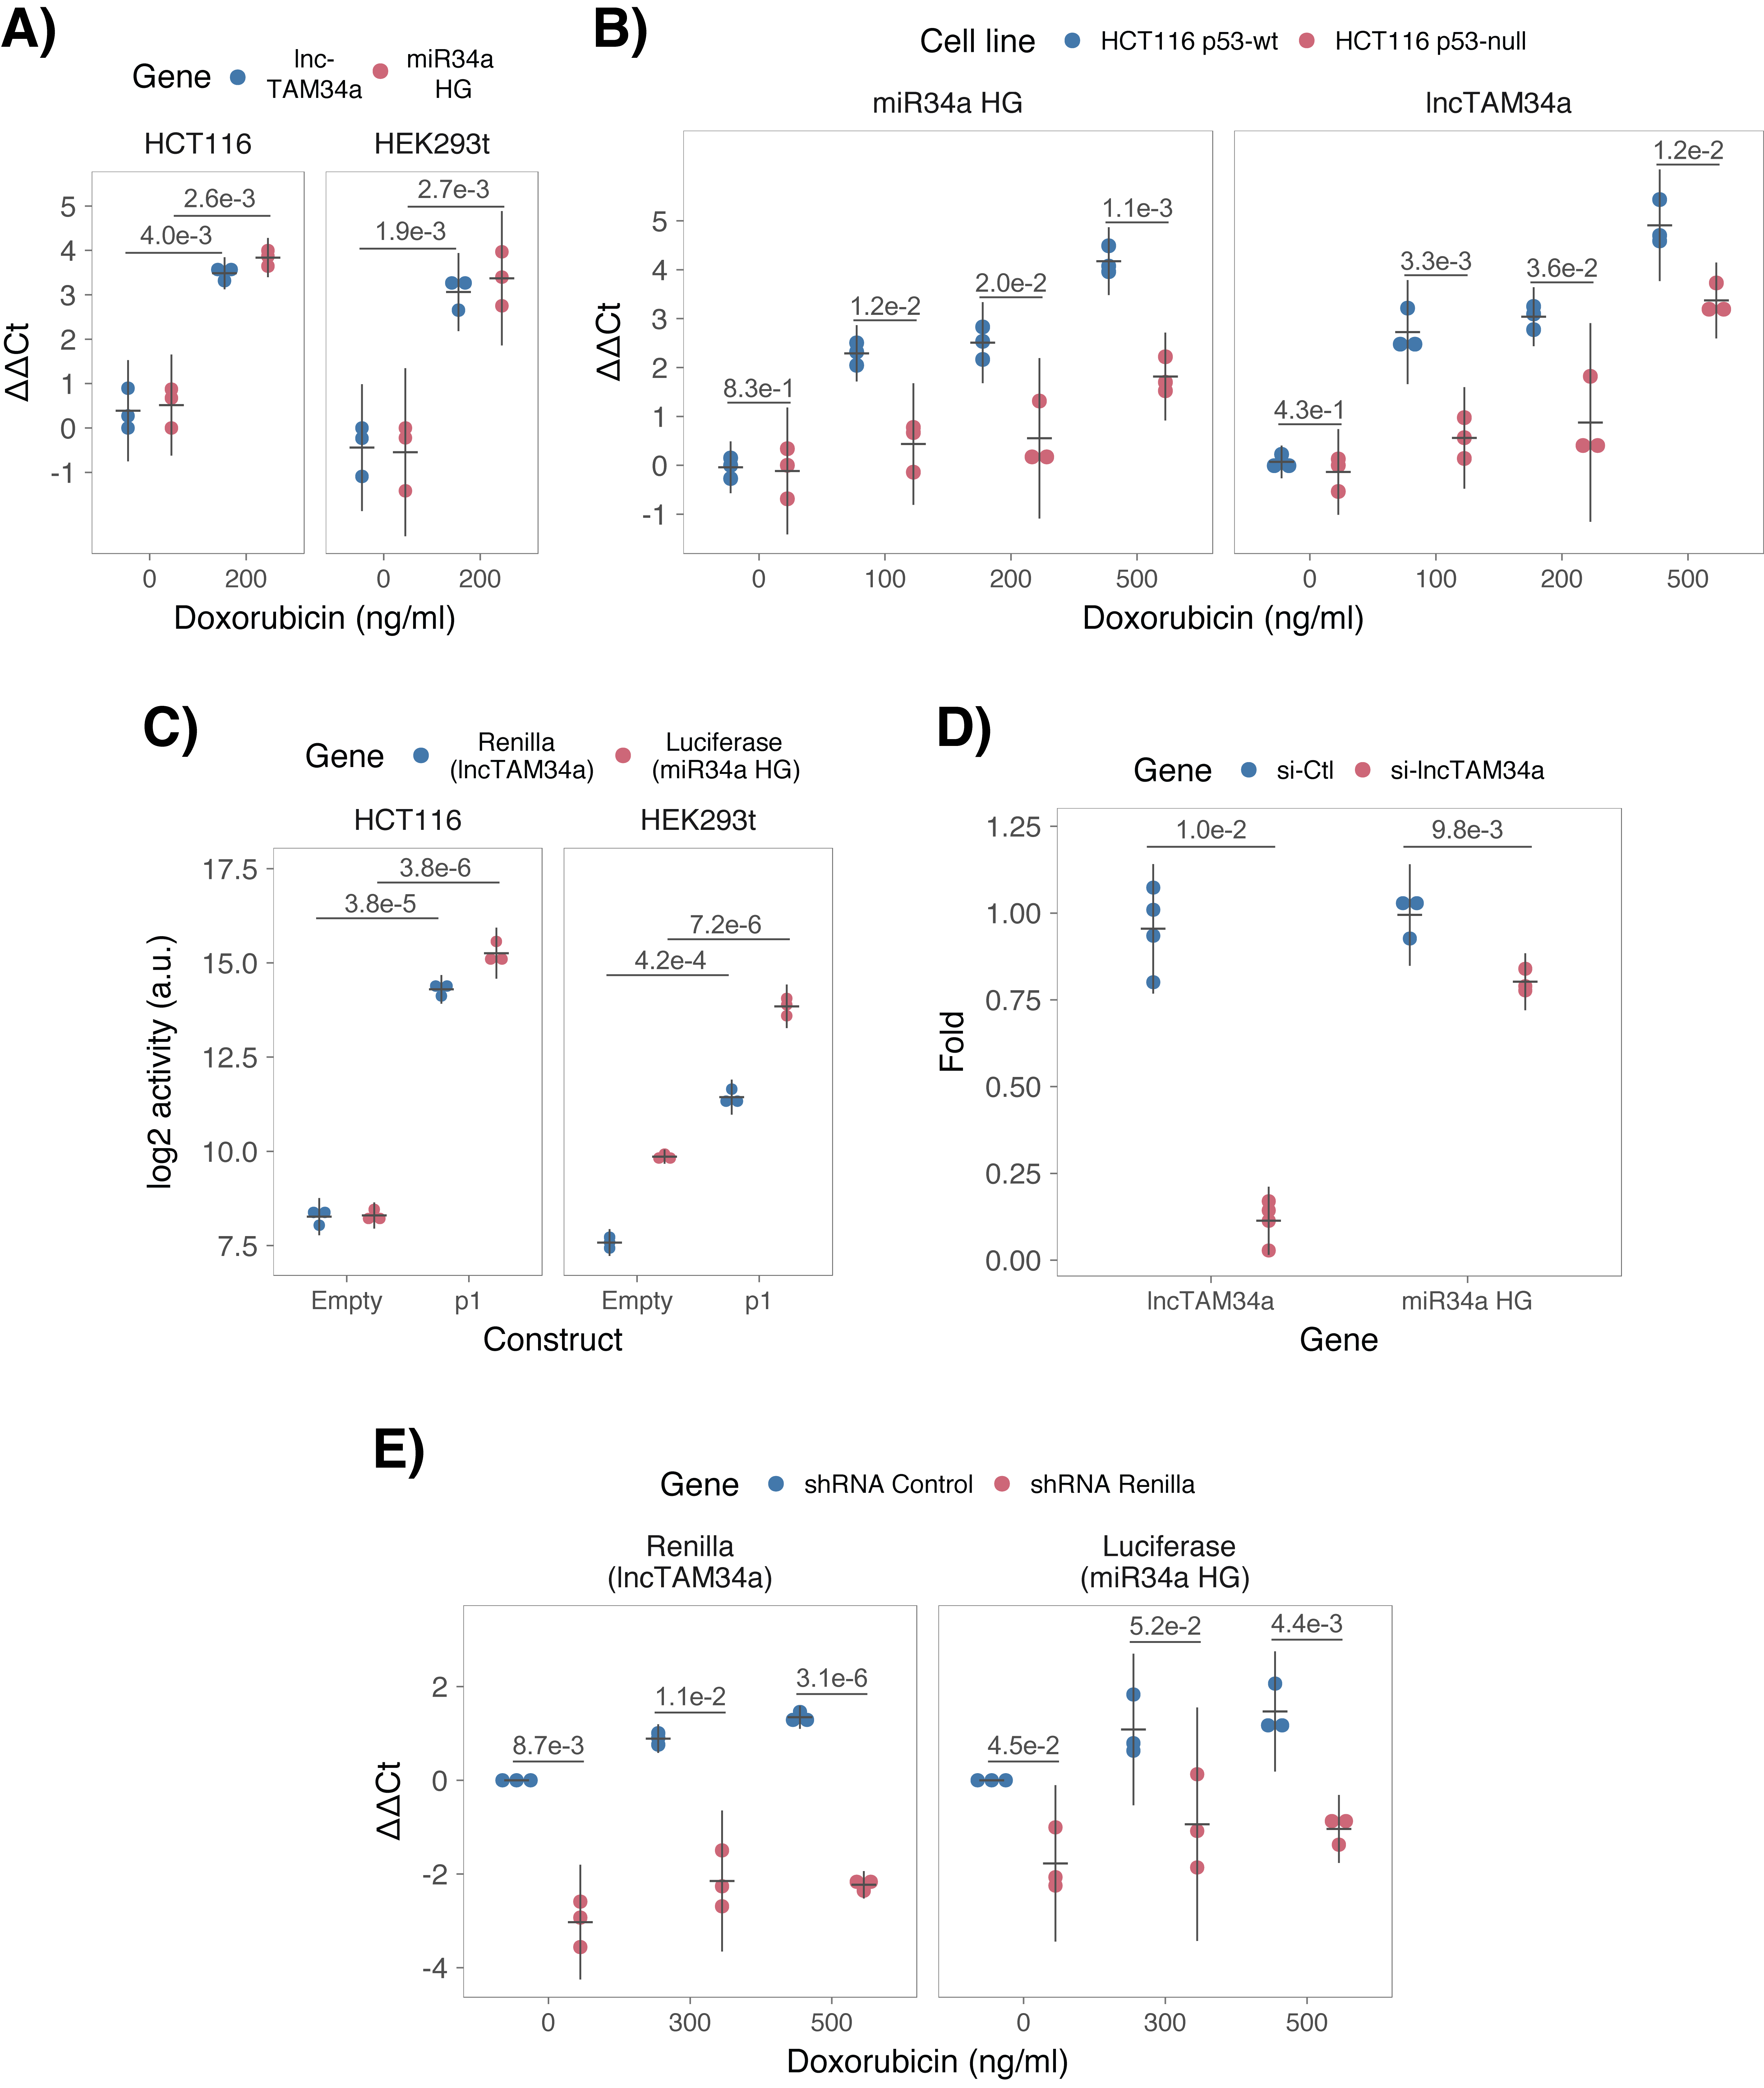 A)
Gene
lnc-
TAM34a
miR34a
HG
HCT116
HEK293t
ΔΔCt
5
4
3
2
1
0
-1
2.6e-3
4.0e-3
2.7e-3
1.9e-3
0
200
0
200
Doxorubicin (ng/ml)
B)
Cell line
HCT116 p53-wt
HCT116 p53-null
miR34a HG
lncTAM34a
ΔΔCt
5
4
3
2
1
0
-1
8.3e-1
1.2e-2
2.0e-2
1.1e-3
4.3e-1
3.3e-3
3.6e-2
1.2e-2
0
100
200
500
0
100
200
500
Doxorubicin (ng/ml)
C)
Gene
Renilla
(lncTAM34a)
Luciferase
(miR34a HG)
HCT116
HEK293t
log2 activity (a.u.)
17.5
15.0
12.5
10.0
7.5
3.8e-6
3.8e-5
7.2e-6
4.2e-4
Empty
p1
Empty
p1
Construct
D)
Gene
si-Ctl
si-lncTAM34a
Fold
1.25
1.00
0.75
0.50
0.25
0.00
1.0e-2
9.8e-3
lncTAM34a
miR34a HG
Gene
E)
Gene
shRNA Control
shRNA Renilla
Renilla
(lncTAM34a)
Luciferase
(miR34a HG)
ΔΔCt
2
0
-2
-4
8.7e-3
1.1e-2
3.1e-6
4.5e-2
5.2e-2
4.4e-3
0
300
500
0
300
500
Doxorubicin (ng/ml)